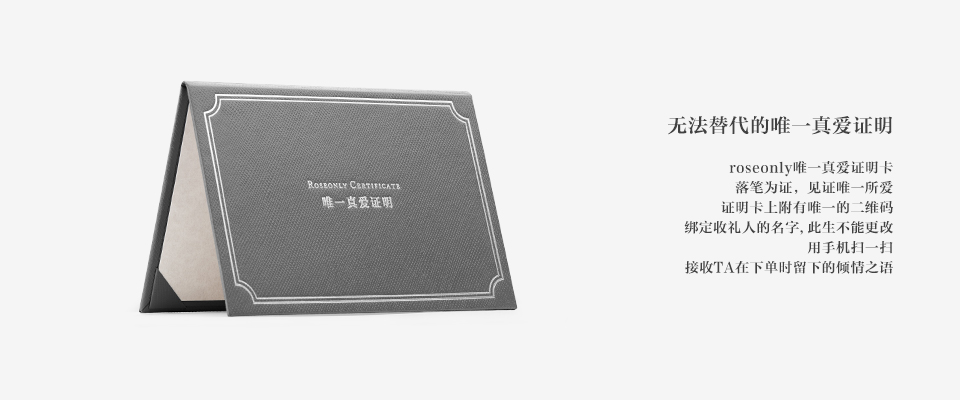 ROSEONLY CERTIFICATE
唯一真爱证明
无法替代的唯一真爱证明
roseonly唯一真爱证明卡
落笔为证，见证唯一所爱
证明卡上附有唯一的二维码
绑定收礼人的名字, 此生不能更改
用手机扫一扫
接收TA在下单时留下的倾情之语